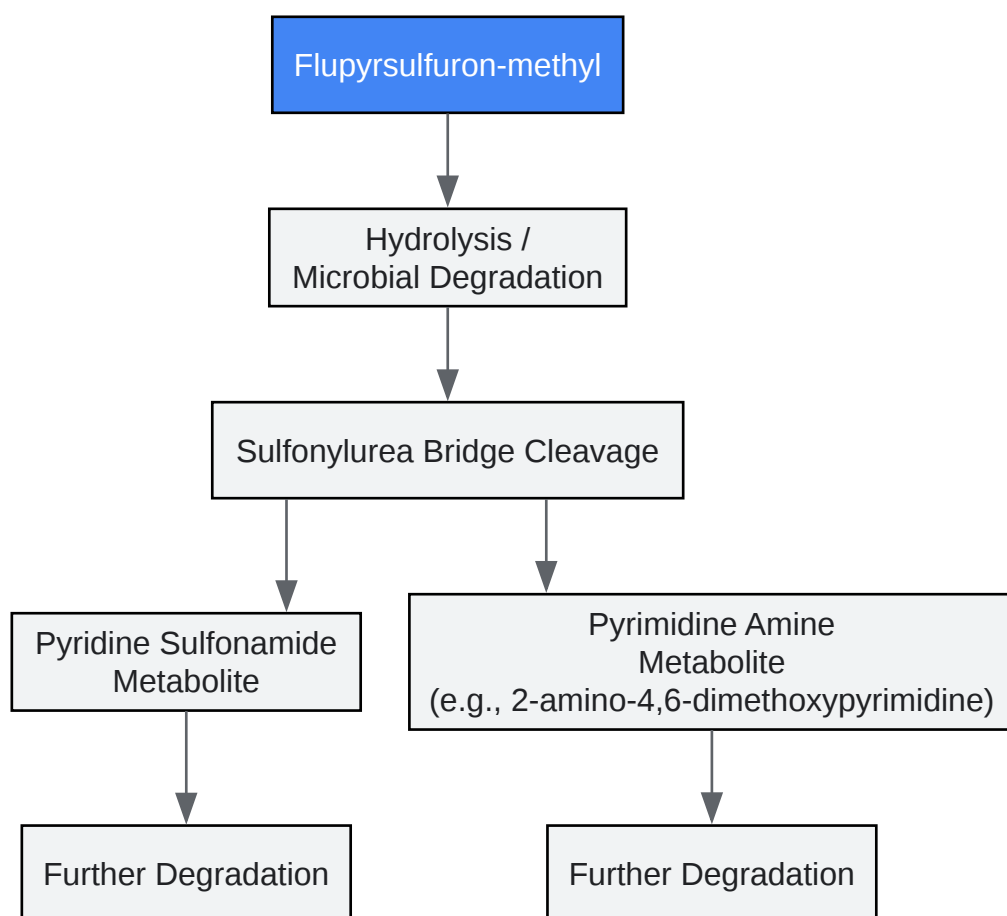 Flupyrsulfuron-methyl
Hydrolysis /
Microbial Degradation
Sulfonylurea Bridge Cleavage
Pyridine Sulfonamide
Metabolite
Pyrimidine Amine
Metabolite
(e.g., 2-amino-4,6-dimethoxypyrimidine)
Further Degradation
Further Degradation